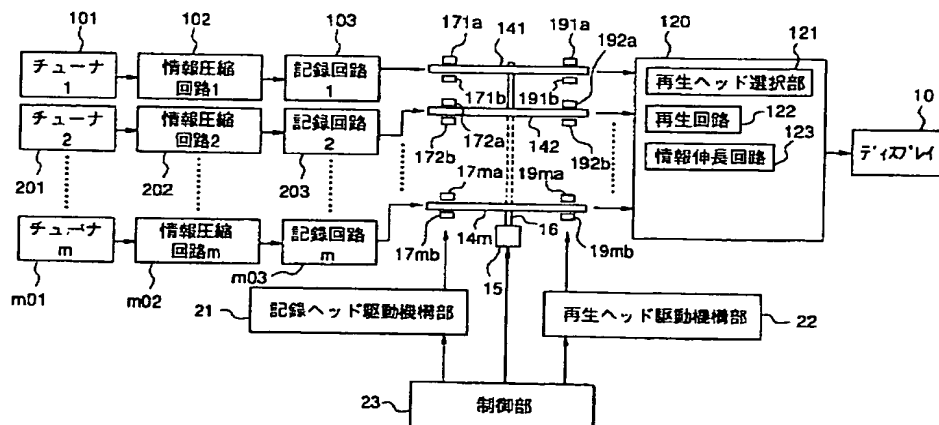 101 102 103 171a 141 191a 120 121
192a
チューナ 1
情報圧縮 回路1
記録回路 1
171b 191b
再生ヘッド選択部
10
チューナ 2
情報圧縮 回路2
記録回路 2
172a 142
再生回路 122
172b 192b
情報伸長回路 123
ディスプレイ
201 202 203
17ma 19ma
チューナ m
情報圧縮 回路m
記録回路 m
17mb 14m 16 19mb
15
m01 m02 m03
21 記録ヘッド駆動機構部
再生ヘッド駆動機構部 22
23 制御部